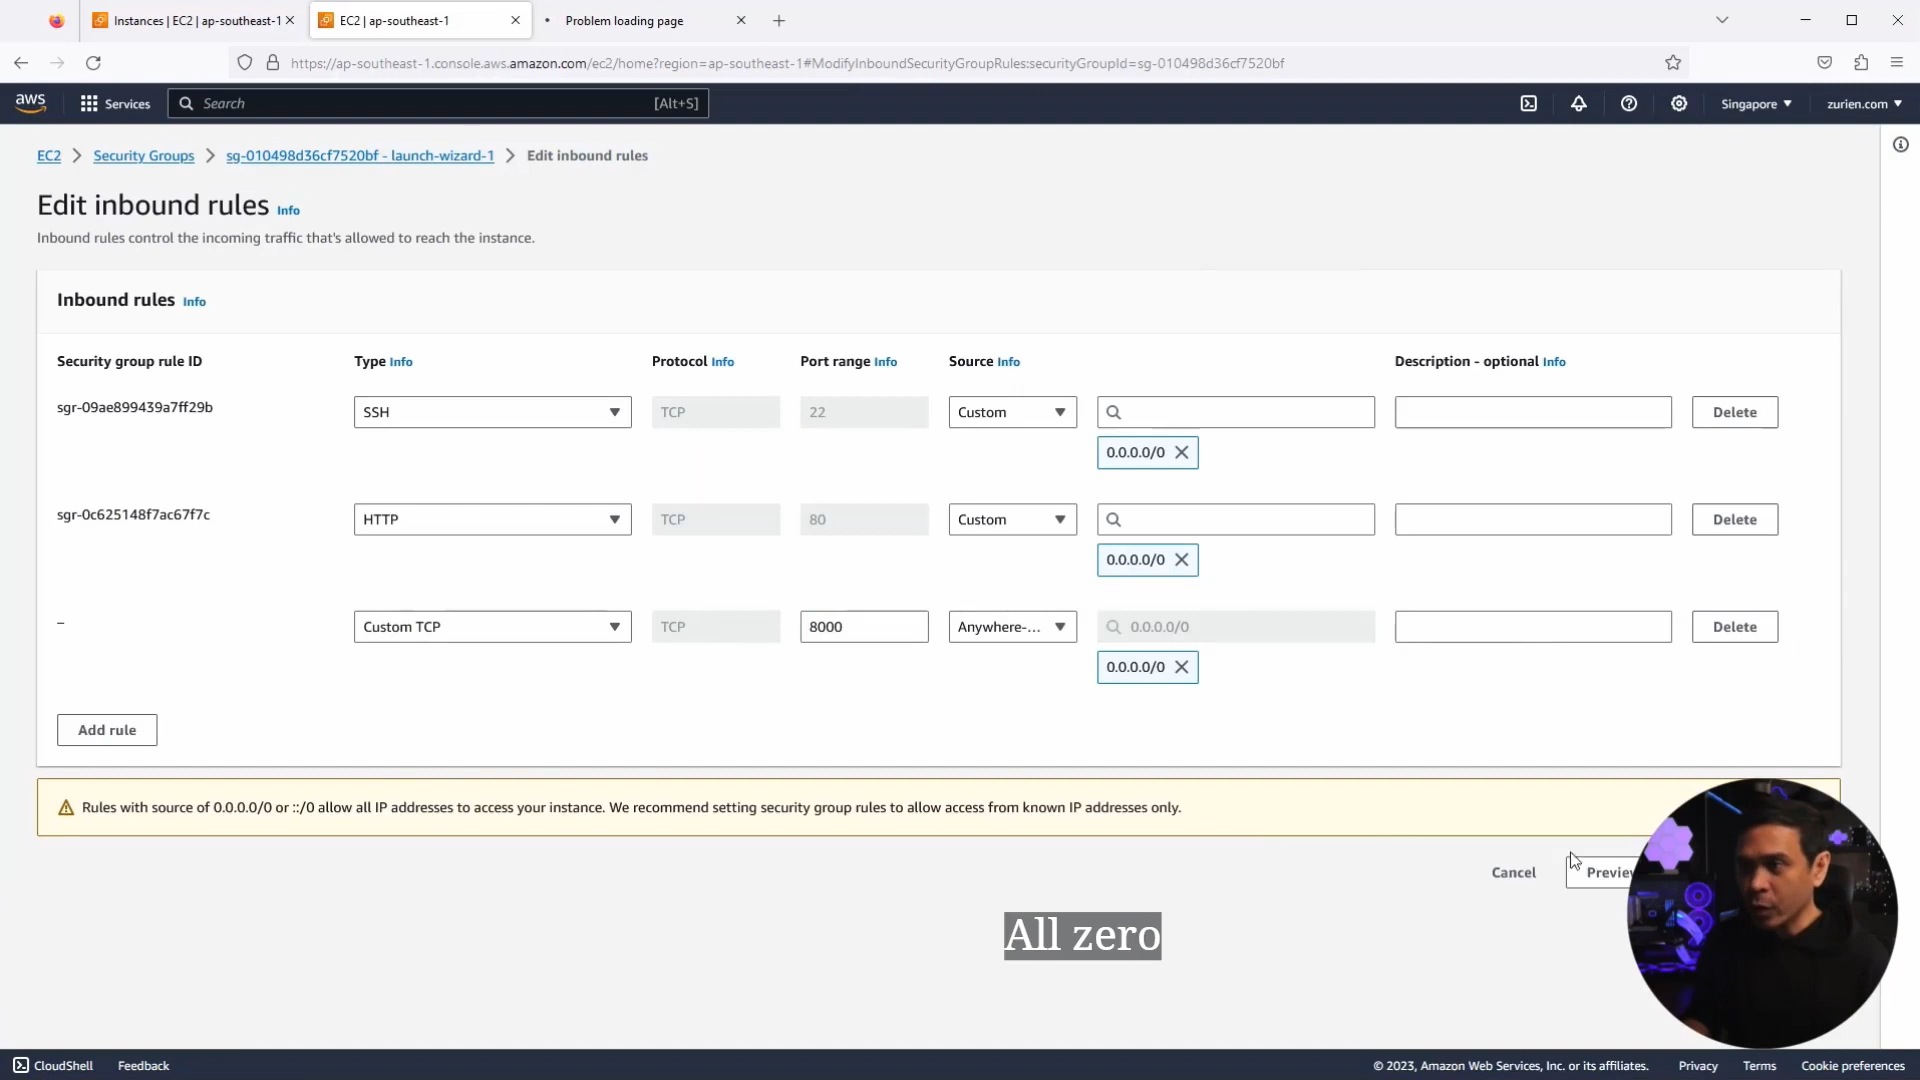 Instances | EC2 | ap-southeast-1
EC2 | ap-southeast-1
Problem loading page
https://ap-southeast-1.console.aws.amazon.com/ec2/home?region=ap-southeast-1#ModifyInboundSecurityGroupRules:securityGroupId=sg-010498d36cf7520bf
aws
Services
Search
[Alt+S]
Singapore
zurien.com
EC2
Security Groups
sg-010498d36cf7520bf - launch-wizard-1
Edit inbound rules
Edit inbound rules Info
Inbound rules control the incoming traffic that's allowed to reach the instance.
Inbound rules Info
Security group rule ID
Type Info
Protocol Info
Port range Info
Source Info
Description - optional Info
sgr-09ae899439a7ff29b
SSH
TCP
22
Custom
Delete
0.0.0.0/0
sgr-0c625148f7ac67f7c
HTTP
TCP
80
Custom
Delete
0.0.0.0/0
–
Custom TCP
TCP
8000
Anywhere-...
0.0.0.0/0
Delete
0.0.0.0/0
Add rule
Rules with source of 0.0.0.0/0 or ::/0 allow all IP addresses to access your instance. We recommend setting security group rules to allow access from known IP addresses only.
Cancel
All zero
CloudShell
Feedback
© 2023, Amazon Web Services, Inc. or its affiliates.
Privacy
Terms
Cookie preferences